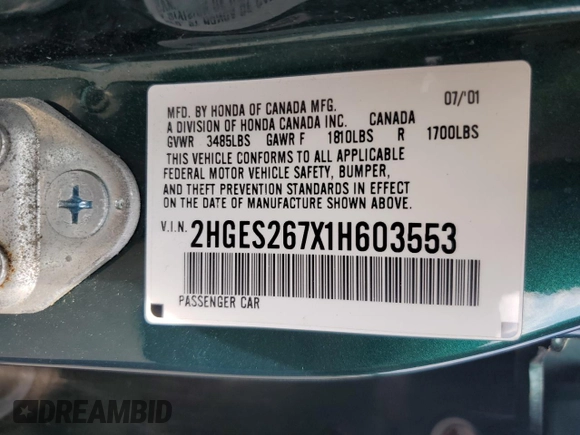 MFD. BY HONDA OF CANADA MFG. 07/'01
A DIVISION OF HONDA CANADA INC. CANADA
GVWR 3485LBS GAWR F 1810LBS R 1700LBS
THIS VEHICLE CONFORMS TO ALL APPLICABLE
FEDERAL MOTOR VEHICLE SAFETY, BUMPER,
AND THEFT PREVENTION STANDARDS IN EFFECT
ON THE DATE OF MANUFACTURE SHOWN ABOVE.
V.I.N. 2HGES267X1H603553
PASSENGER CAR
DREAMBID